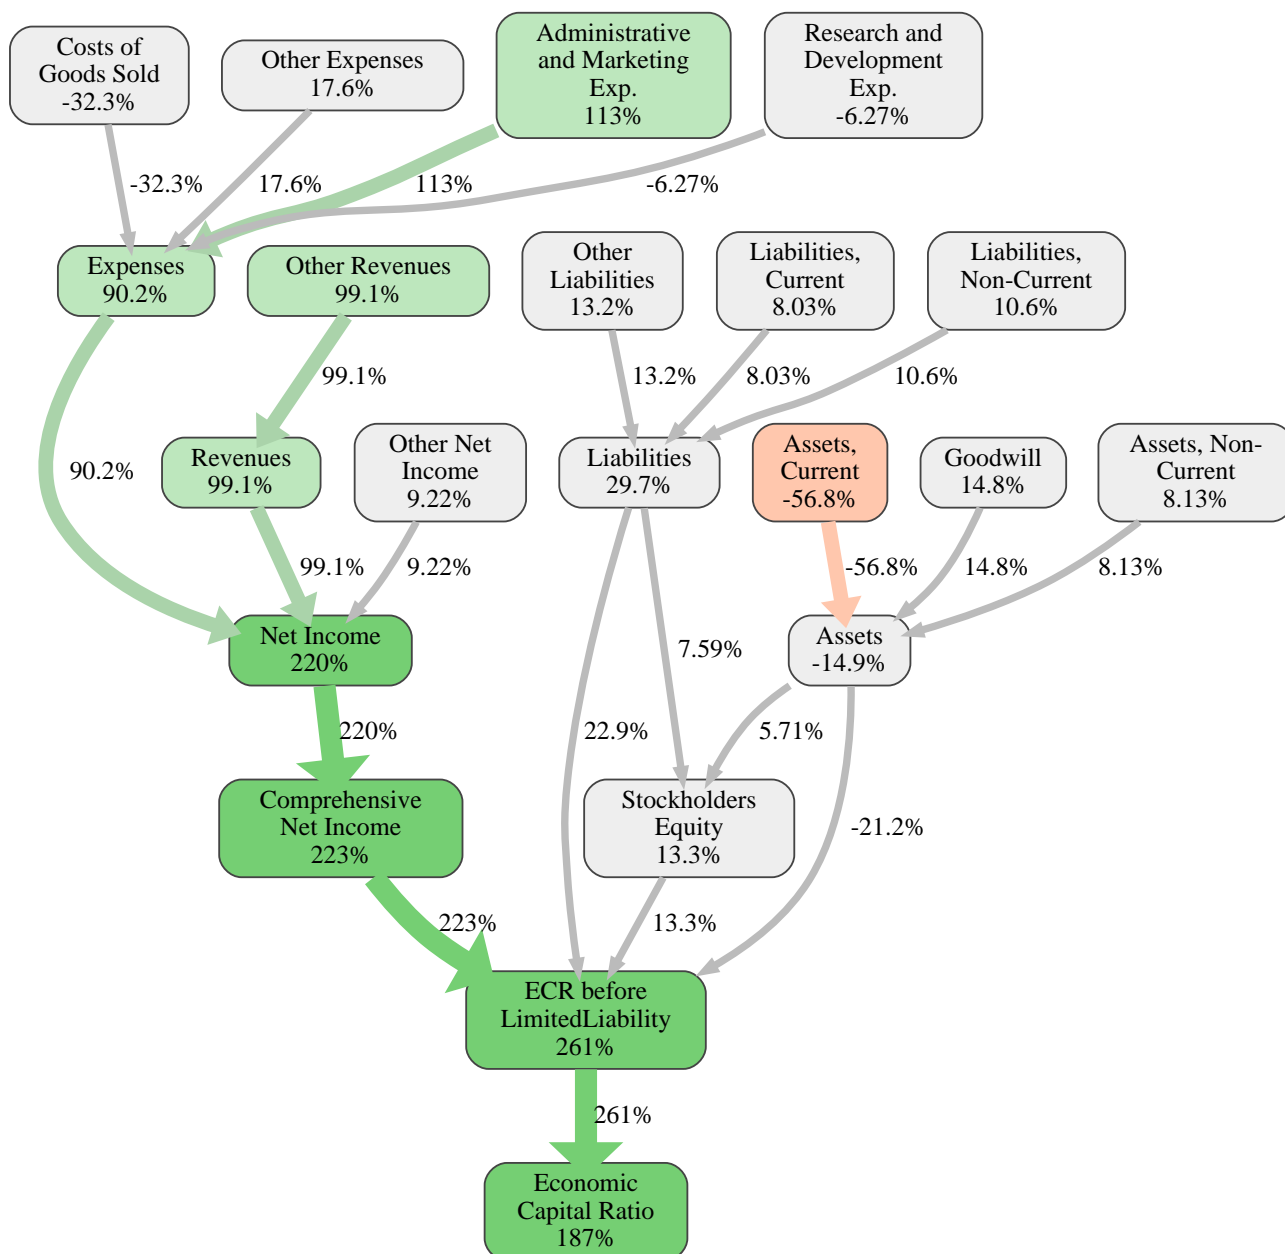 Costs of
Goods Sold
-32.3%
Other Expenses
17.6%
Administrative
and Marketing
Exp.
113%
Research and
Development
Exp.
-6.27%
-32.3%
17.6%
113%
-6.27%
Expenses
90.2%
Other Revenues
99.1%
Other
Liabilities
13.2%
Liabilities,
Current
8.03%
Liabilities,
Non-Current
10.6%
99.1%
13.2%
8.03%
10.6%
90.2%
Revenues
99.1%
Other Net
Income
9.22%
Liabilities
29.7%
Assets,
Current
-56.8%
Goodwill
14.8%
Assets, Non-
Current
8.13%
99.1%
9.22%
-56.8%
14.8%
8.13%
Net Income
220%
7.59%
Assets
-14.9%
220%
22.9%
5.71%
Comprehensive
Net Income
223%
Stockholders
Equity
13.3%
-21.2%
223%
13.3%
ECR before
LimitedLiability
261%
261%
Economic
Capital Ratio
187%